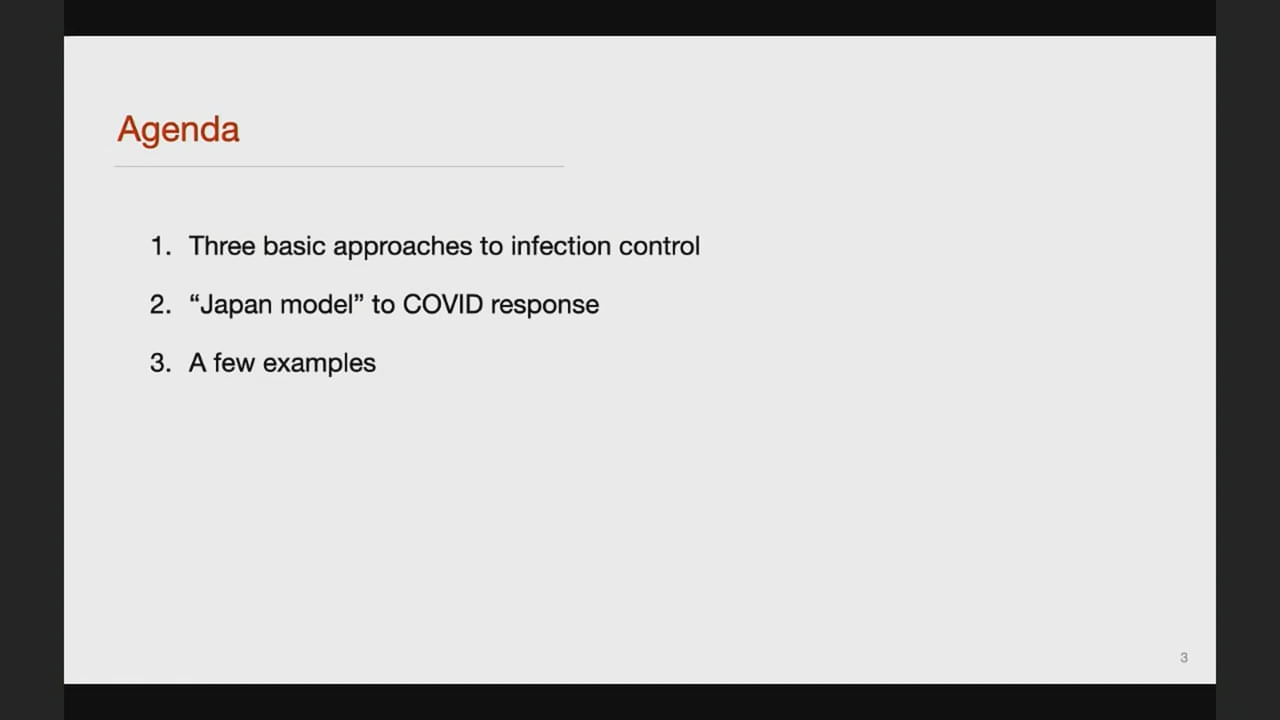 Agenda
1. Three basic approaches to infection control
2. “Japan model” to COVID response
3. A few examples
3